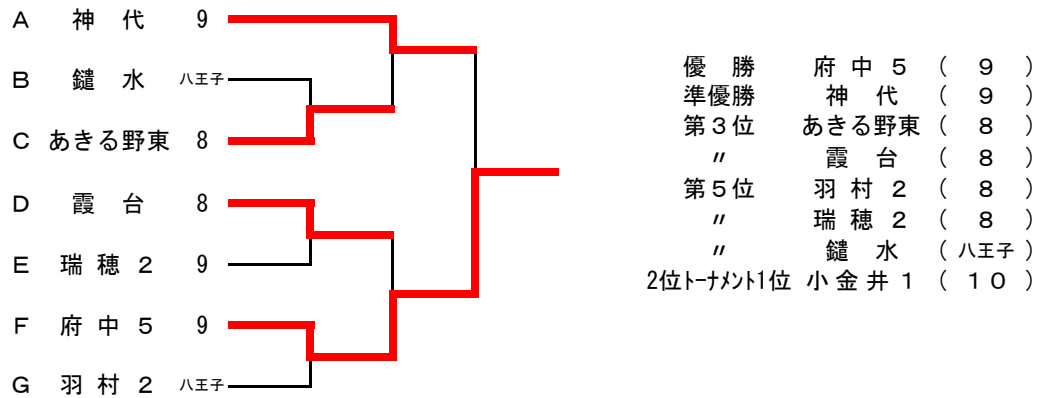 A 神代 9
B 鑓水 八王子
C あきる野東 8
D 霞台 8
E 瑞穂２ 9
F 府中５ 9
G 羽村２ 八王子
優勝 府中５ （ 9 ）
準優勝 神代 （ 9 ）
第３位 あきる野東 （ 8 ）
〃 霞台 （ 8 ）
第５位 羽村２ （ 8 ）
〃 瑞穂２ （ 8 ）
〃 鑓水 （ 八王子 ）
2位ﾄｰﾅﾒﾝﾄ1位 小金井１ （ １０ ）